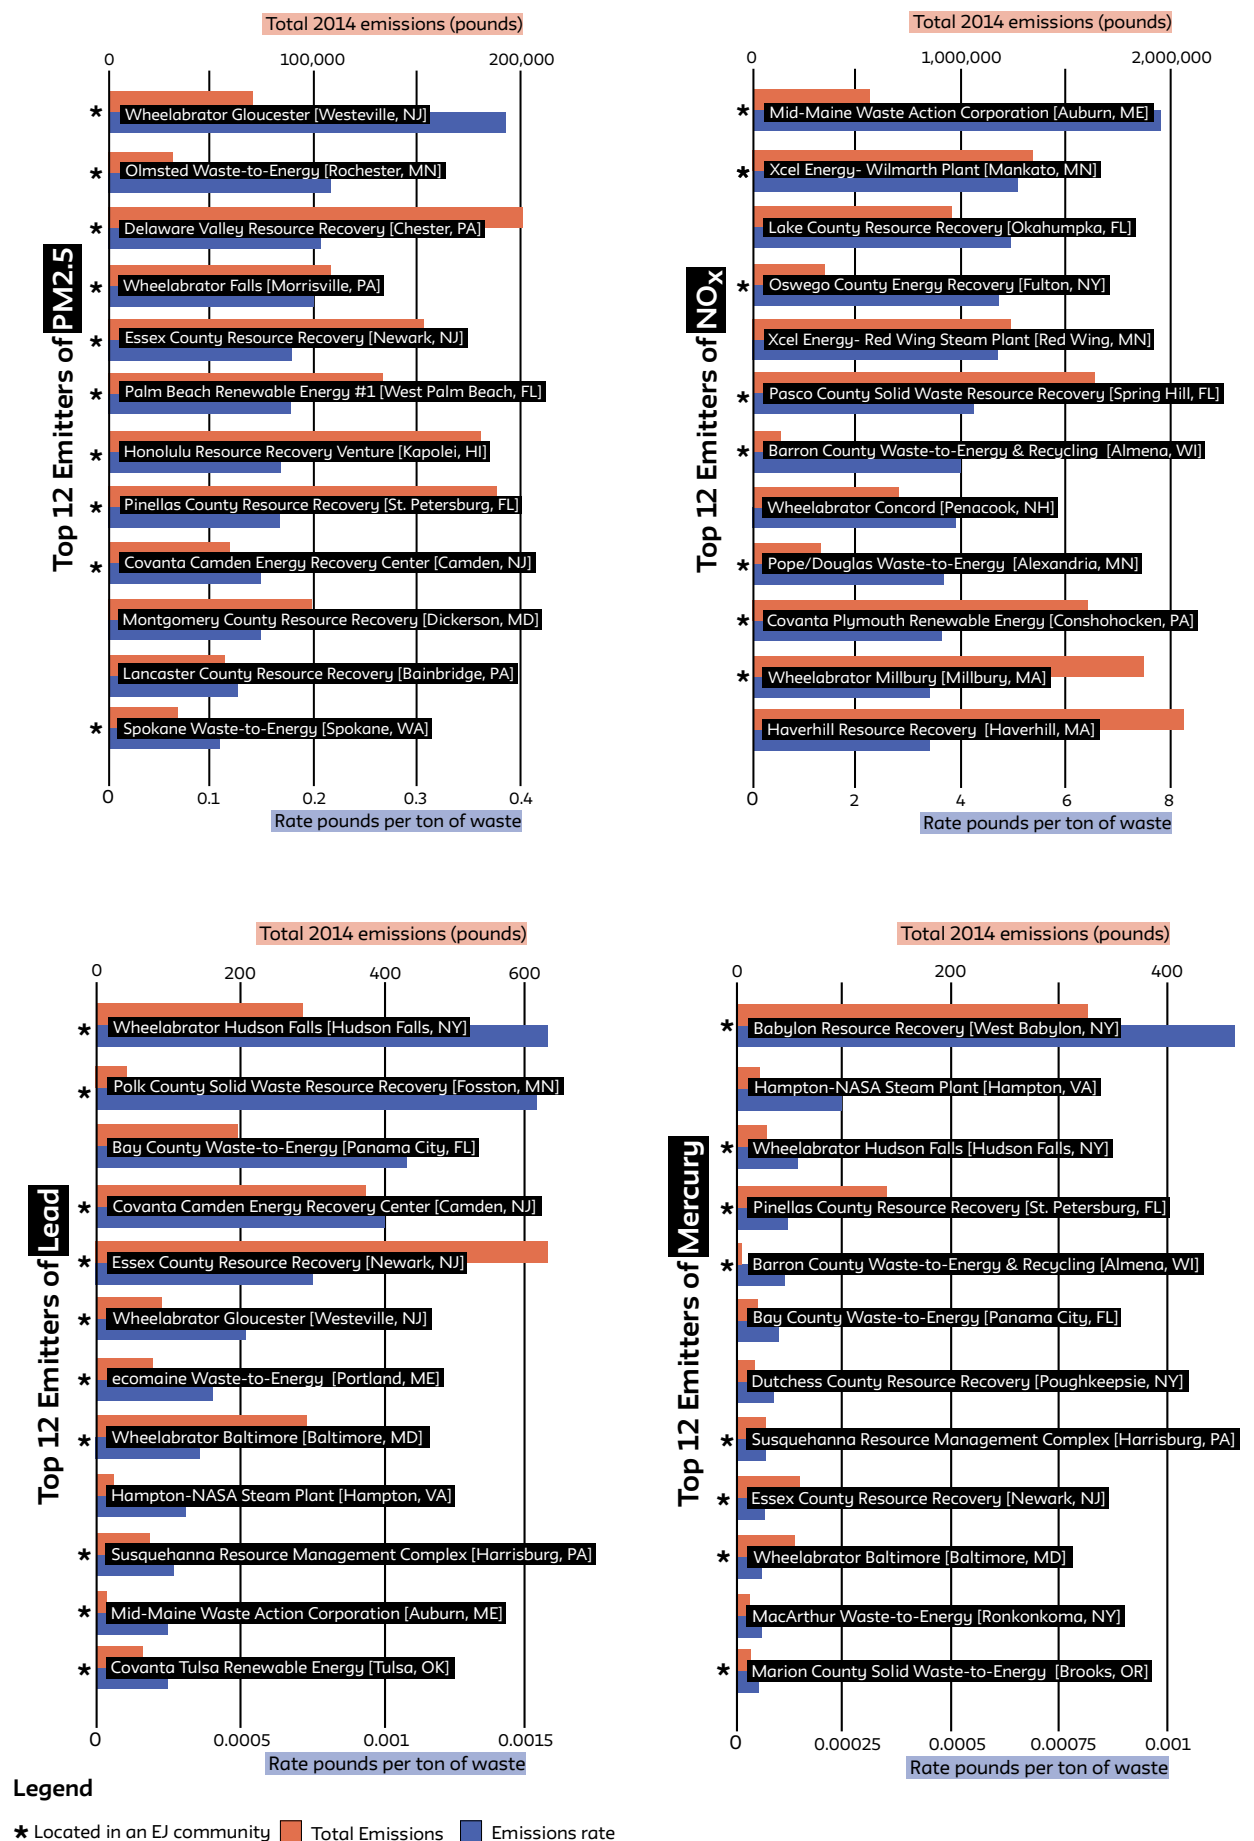 Total 2014 emissions (pounds)
0 100,000 200,000
Top 12 Emitters of PM2.5
* Wheelabrator Gloucester [Westeville, NJ]
* Olmsted Waste-to-Energy [Rochester, MN]
* Delaware Valley Resource Recovery [Chester, PA]
* Wheelabrator Falls [Morrisville, PA]
* Essex County Resource Recovery [Newark, NJ]
* Palm Beach Renewable Energy #1 [West Palm Beach, FL]
* Honolulu Resource Recovery Venture [Kapolei, HI]
* Pinellas County Resource Recovery [St. Petersburg, FL]
* Covanta Camden Energy Recovery Center [Camden, NJ]
Montgomery County Resource Recovery [Dickerson, MD]
Lancaster County Resource Recovery [Bainbridge, PA]
* Spokane Waste-to-Energy [Spokane, WA]
0 0.1 0.2 0.3 0.4
Rate pounds per ton of waste
Total 2014 emissions (pounds)
0 1,000,000 2,000,000
Top 12 Emitters of NOx
* Mid-Maine Waste Action Corporation [Auburn, ME]
* Xcel Energy- Wilmarth Plant [Mankato, MN]
Lake County Resource Recovery [Okahumpka, FL]
* Oswego County Energy Recovery [Fulton, NY]
Xcel Energy- Red Wing Steam Plant [Red Wing, MN]
* Pasco County Solid Waste Resource Recovery [Spring Hill, FL]
* Barron County Waste-to-Energy & Recycling [Almena, WI]
Wheelabrator Concord [Penacook, NH]
* Pope/Douglas Waste-to-Energy [Alexandria, MN]
* Covanta Plymouth Renewable Energy [Conshohocken, PA]
* Wheelabrator Millbury [Millbury, MA]
Haverhill Resource Recovery [Haverhill, MA]
0 2 4 6 8
Rate pounds per ton of waste
Total 2014 emissions (pounds)
0 200 400 600
Top 12 Emitters of Lead
* Wheelabrator Hudson Falls [Hudson Falls, NY]
* Polk County Solid Waste Resource Recovery [Fosston, MN]
Bay County Waste-to-Energy [Panama City, FL]
* Covanta Camden Energy Recovery Center [Camden, NJ]
* Essex County Resource Recovery [Newark, NJ]
* Wheelabrator Gloucester [Westeville, NJ]
* ecomaine Waste-to-Energy [Portland, ME]
* Wheelabrator Baltimore [Baltimore, MD]
Hampton-NASA Steam Plant [Hampton, VA]
* Susquehanna Resource Management Complex [Harrisburg, PA]
* Mid-Maine Waste Action Corporation [Auburn, ME]
* Covanta Tulsa Renewable Energy [Tulsa, OK]
0 0.0005 0.001 0.0015
Rate pounds per ton of waste
Total 2014 emissions (pounds)
0 200 400
Top 12 Emitters of Mercury
* Babylon Resource Recovery [West Babylon, NY]
Hampton-NASA Steam Plant [Hampton, VA]
* Wheelabrator Hudson Falls [Hudson Falls, NY]
* Pinellas County Resource Recovery [St. Petersburg, FL]
* Barron County Waste-to-Energy & Recycling [Almena, WI]
Bay County Waste-to-Energy [Panama City, FL]
Dutchess County Resource Recovery [Poughkeepsie, NY]
* Susquehanna Resource Management Complex [Harrisburg, PA]
* Essex County Resource Recovery [Newark, NJ]
* Wheelabrator Baltimore [Baltimore, MD]
MacArthur Waste-to-Energy [Ronkonkoma, NY]
* Marion County Solid Waste-to-Energy [Brooks, OR]
0 0.00025 0.0005 0.00075 0.001
Rate pounds per ton of waste
Legend
* Located in an EJ community Total Emissions Emissions rate